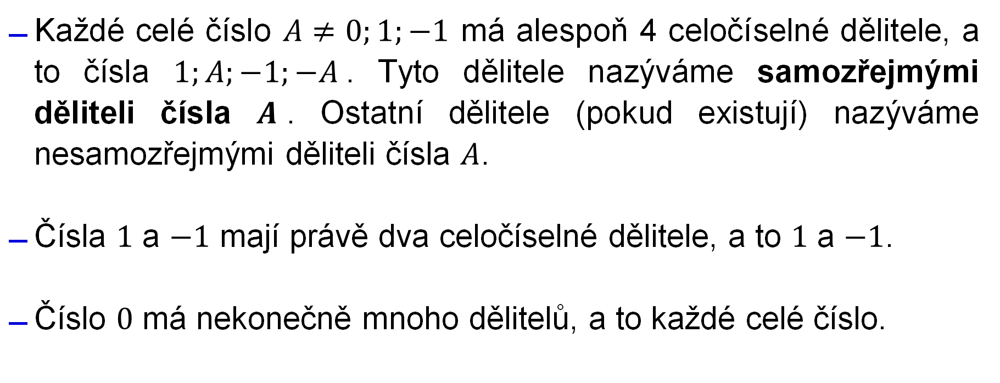 – Každé celé číslo A ≠ 0; 1; −1 má alespoň 4 celočíselné dělitele, a
to čísla 1; A; −1; −A . Tyto dělitele nazýváme samozřejmými
děliteli čísla A . Ostatní dělitele (pokud existují) nazýváme
nesamozřejmými děliteli čísla A.
– Čísla 1 a −1 mají právě dva celočíselné dělitele, a to 1 a −1.
– Číslo 0 má nekonečně mnoho dělitelů, a to každé celé číslo.